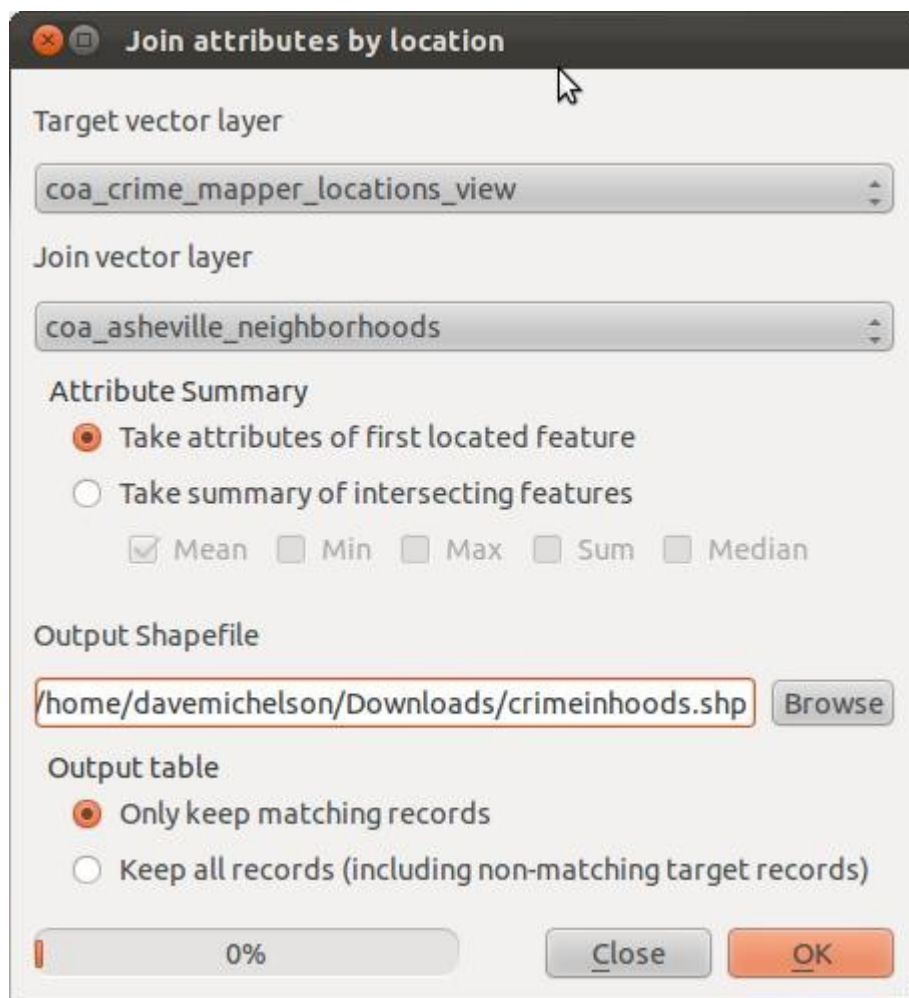 Join attributes by location
Target vector layer
coa_crime_mapper_locations_view
Join vector layer
coa_asheville_neighborhoods
Attribute Summary
Take attributes of first located feature
Take summary of intersecting features
Mean Min Max Sum Median
Output Shapefile
/home/davemichelson/Downloads/crimeinhoods.shp Browse
Output table
Only keep matching records
Keep all records (including non-matching target records)
0% Close OK